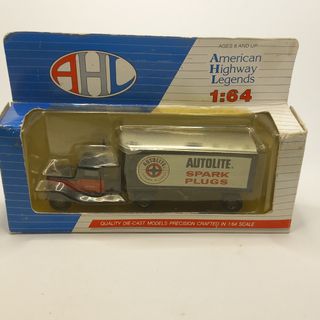 AGES 8 AND UP
AHL
American
Highway
Legends
1:64
AUTOLITE
AUTOLITE®
SPARK
PLUGS
QUALITY DIE-CAST MODELS PRECISION CRAFTED IN 1:64 SCALE